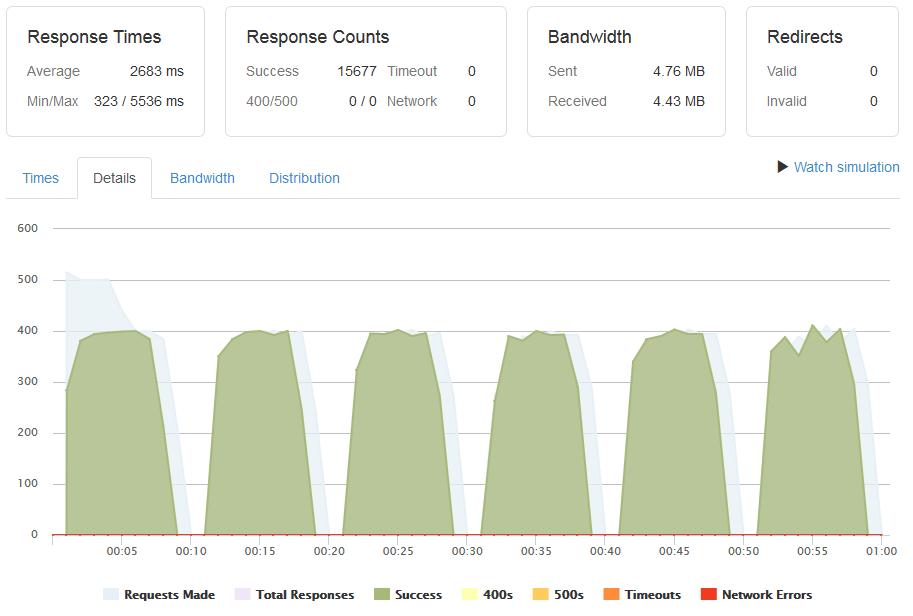 Response Times
Average 2683 ms
Min/Max 323 / 5536 ms
Response Counts
Success 15677 Timeout 0
400/500 0 / 0 Network 0
Bandwidth
Sent 4.76 MB
Received 4.43 MB
Redirects
Valid 0
Invalid 0
Times Details Bandwidth Distribution
Watch simulation
600
500
400
300
200
100
0
00:05 00:10 00:15 00:20 00:25 00:30 00:35 00:40 00:45 00:50 00:55 01:00
Requests Made Total Responses Success 400s 500s Timeouts Network Errors